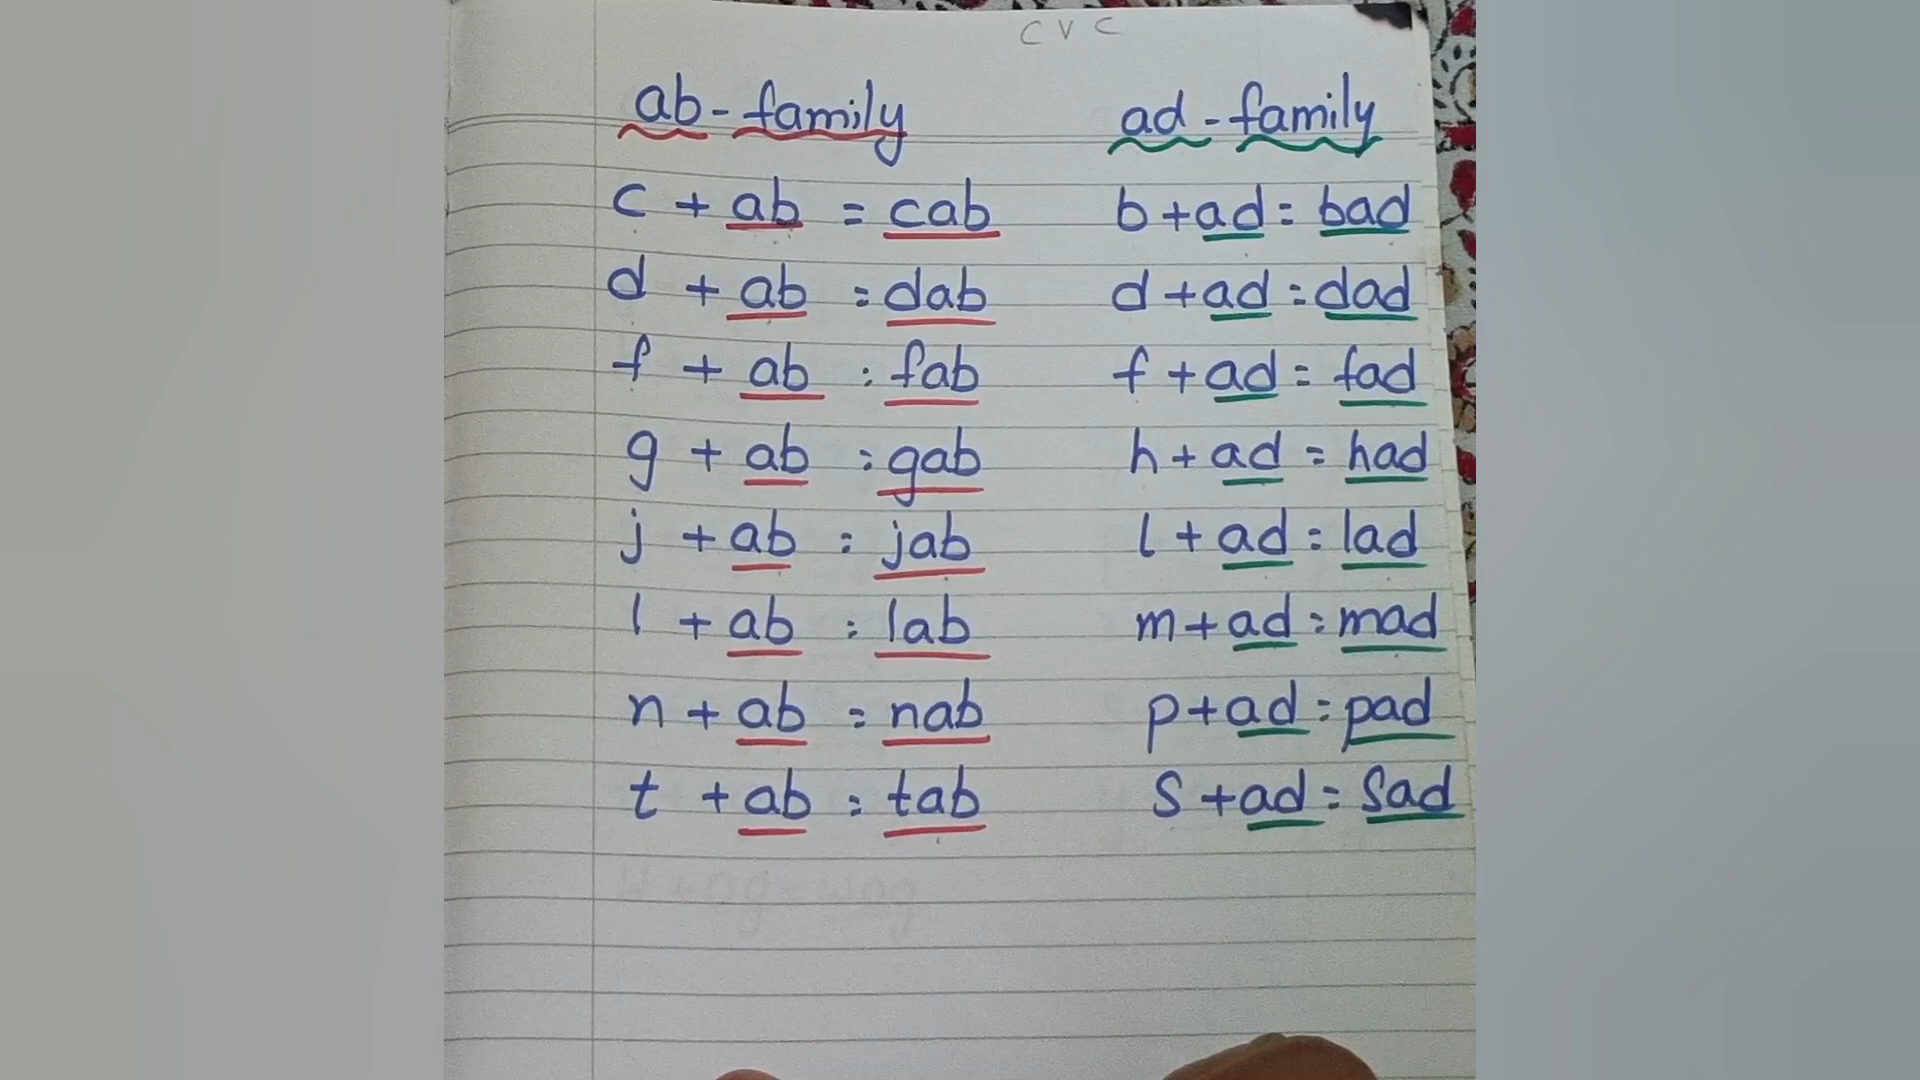 C V C
ab-family ad-family
c + ab = cab b + ad = bad
d + ab = dab d + ad = dad
f + ab = fab f + ad = fad
g + ab = gab h + ad = had
j + ab = jab l + ad = lad
l + ab = lab m + ad = mad
n + ab = nab p + ad = pad
t + ab = tab s + ad = sad